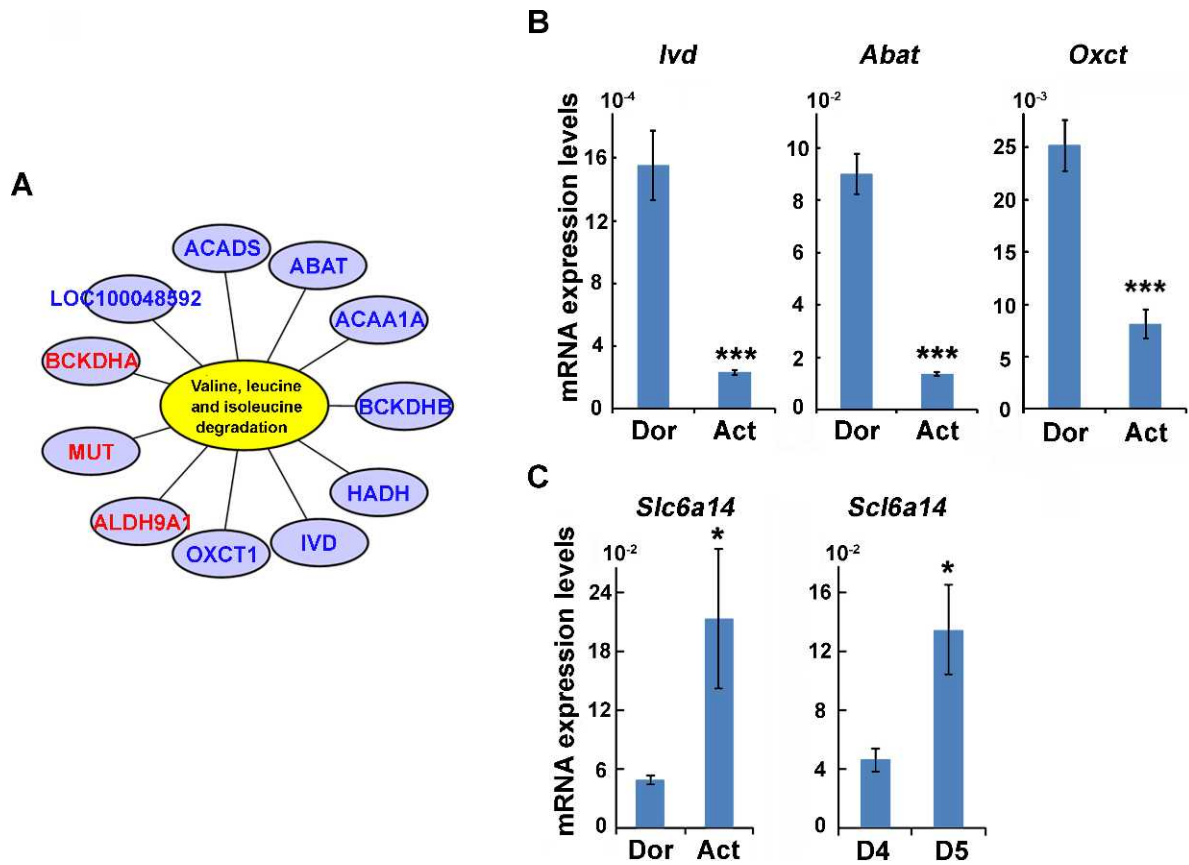 A
ACADS
ABAT
LOC100048592
ACAA1A
BCKDHA
Valine, leucine
and isoleucine
degradation
BCKDHB
MUT
HADH
ALDH9A1
OXCT1
IVD
B
Ivd
Abat
Oxct
mRNA expression levels
10-4
16
12
8
4
0
Dor
Act
***
10-2
10
8
6
4
2
0
Dor
Act
***
10-3
25
20
15
10
5
0
Dor
Act
***
C
Slc6a14
Scl6a14
mRNA expression levels
10-2
24
18
12
6
0
Dor
Act
*
10-2
16
12
8
4
0
D4
D5
*